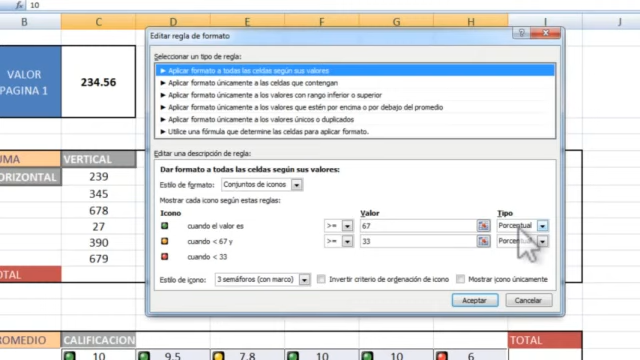 fx 10
B C D E F G H I J
Editar regla de formato
VALOR
PAGINA 1
234.56
Seleccionar un tipo de regla:
► Aplicar formato a todas las celdas según sus valores
► Aplicar formato únicamente a las celdas que contengan
► Aplicar formato únicamente a los valores con rango inferior o superior
► Aplicar formato únicamente a los valores que estén por encima o por debajo del promedio
► Aplicar formato únicamente a los valores únicos o duplicados
► Utilice una fórmula que determine las celdas para aplicar formato.
Editar una descripción de regla:
UMA VERTICAL
Dar formato a todas las celdas según sus valores:
ORIZONTAL 239
Estilo de formato: Conjuntos de iconos
345
Mostrar cada icono según estas reglas:
678
Icono Valor Tipo
27
cuando el valor es >= 67 Porcentual
390
cuando < 67 y >= 33 Porcentual
679
cuando < 33
OTAL
Estilo de icono: 3 semáforos (con marco) Invertir criterio de ordenación de icono Mostrar icono únicamente
Aceptar Cancelar
ROMEDIO CALIFICACION TOTAL
10 9.5 7.8 10 10 6